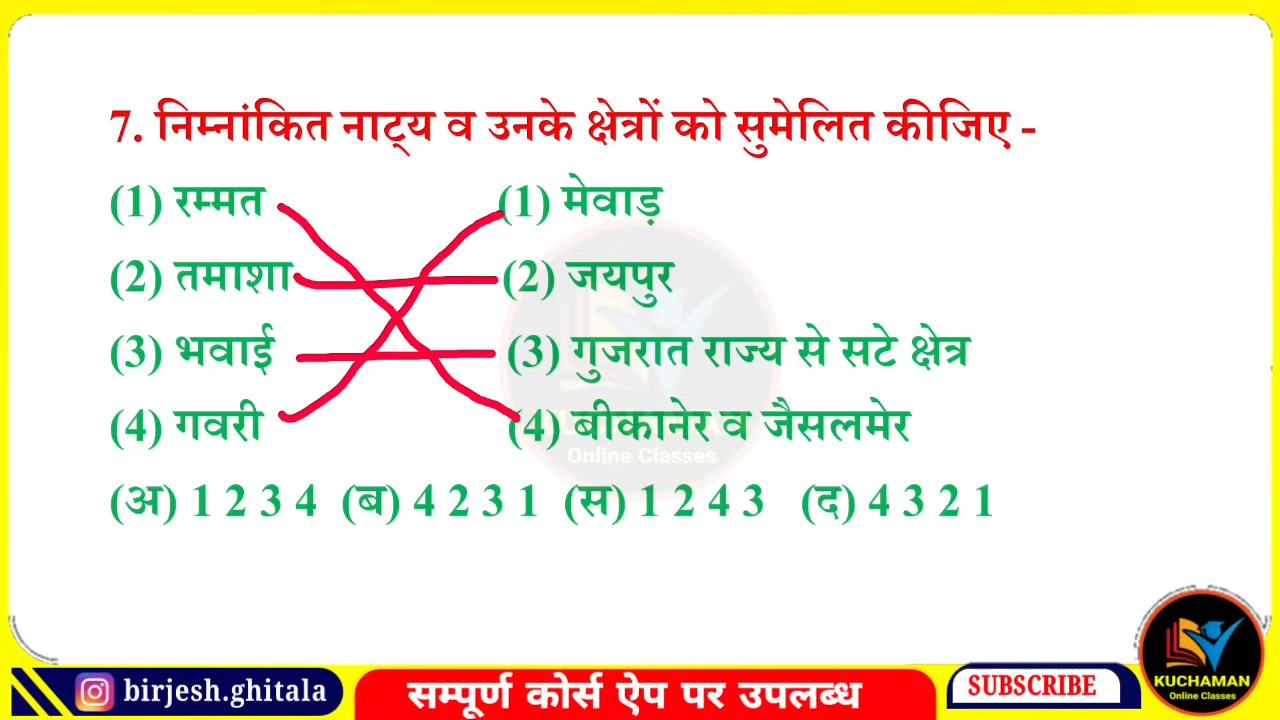 7. निम्नांकित नाट्य व उनके क्षेत्रों को सुमेलित कीजिए -
(1) रम्मत (1) मेवाड़
(2) तमाशा (2) जयपुर
(3) भवाई (3) गुजरात राज्य से सटे क्षेत्र
(4) गवरी (4) बीकानेर व जैसलमेर
Online Classes
(अ) 1 2 3 4 (ब) 4 2 3 1 (स) 1 2 4 3 (द) 4 3 2 1
birjesh.ghitala
सम्पूर्ण कोर्स ऐप पर उपलब्ध
SUBSCRIBE
KUCHAMAN
Online Classes